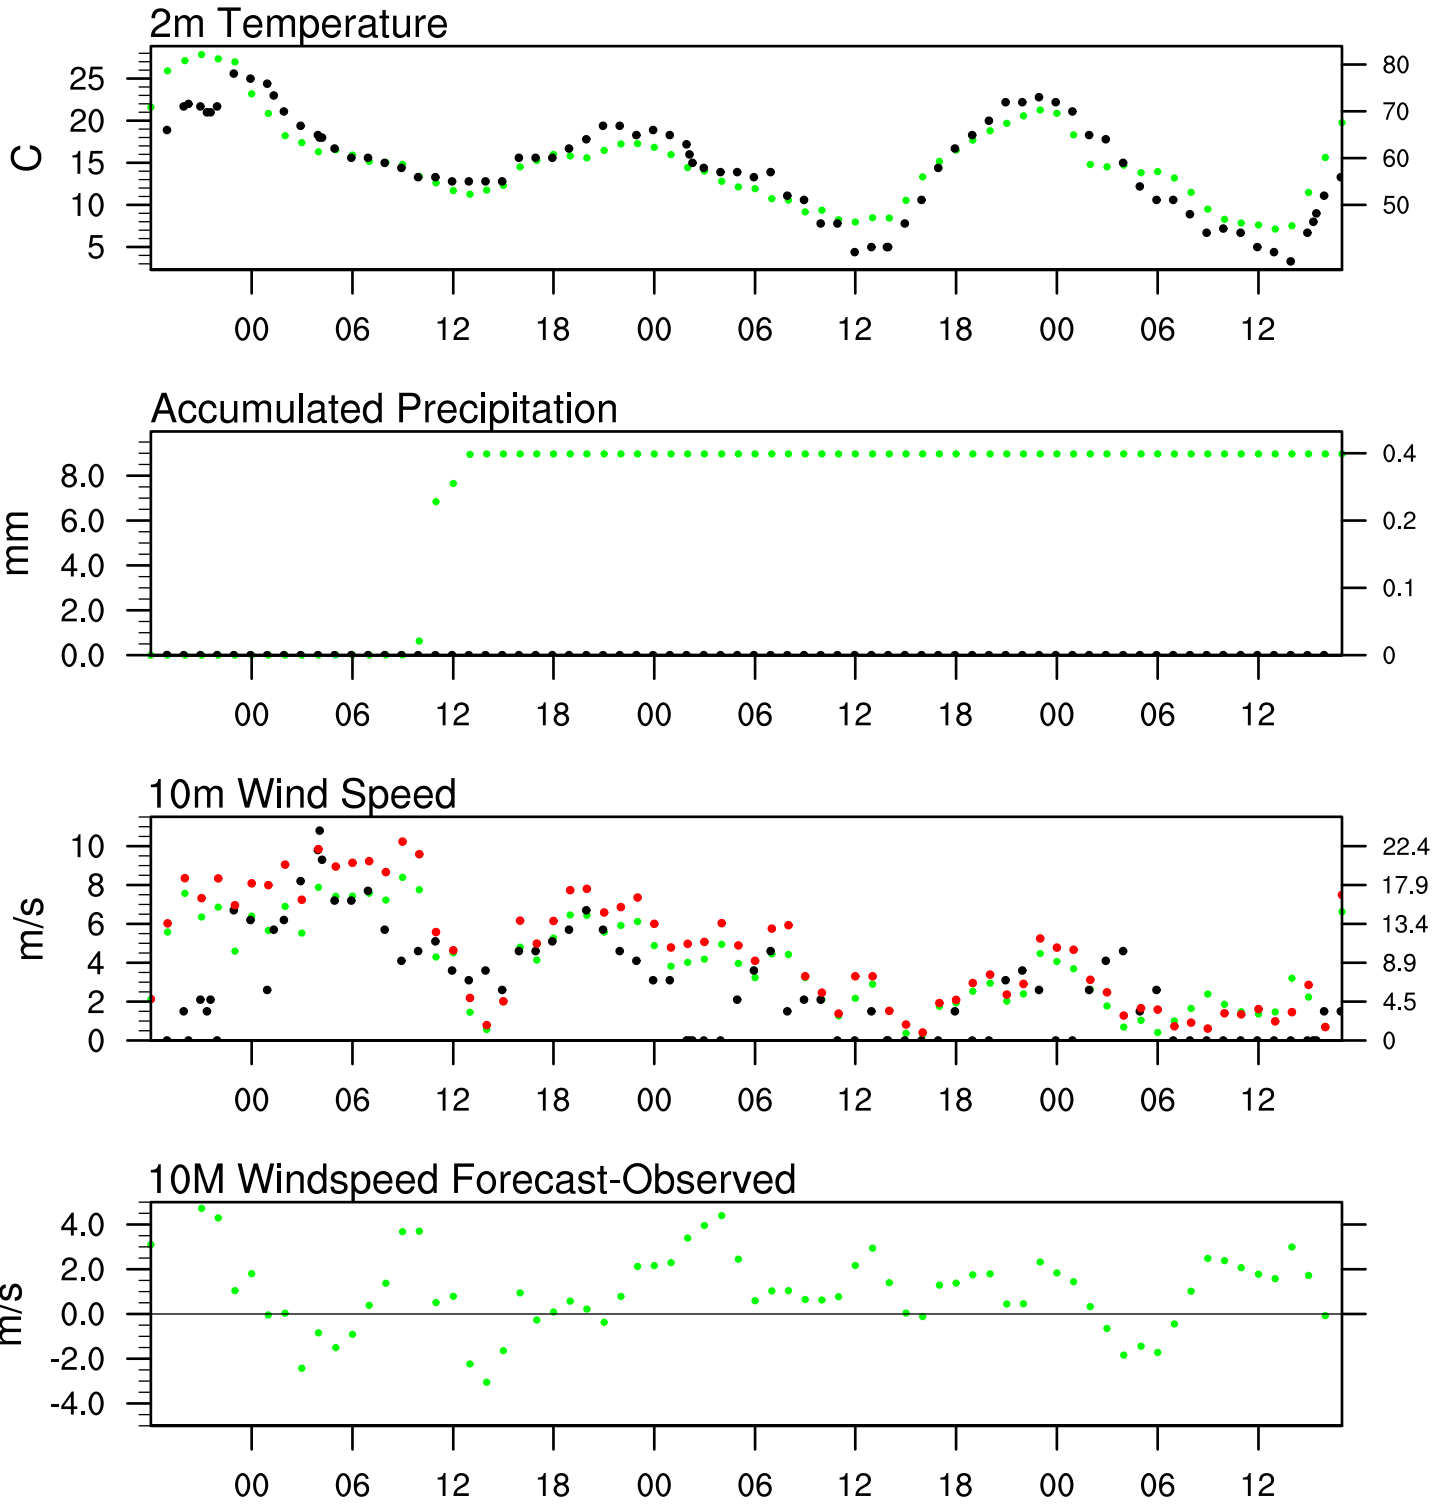 2m Temperature
C
25
20
15
10
5
80
70
60
50
00 06 12 18 00 06 12 18 00 06 12
Accumulated Precipitation
mm
8.0
6.0
4.0
2.0
0.0
0.4
0.2
0.1
0
00 06 12 18 00 06 12 18 00 06 12
10m Wind Speed
m/s
10
8
6
4
2
0
22.4
17.9
13.4
8.9
4.5
0
00 06 12 18 00 06 12 18 00 06 12
10M Windspeed Forecast-Observed
m/s
4.0
2.0
0.0
-2.0
-4.0
00 06 12 18 00 06 12 18 00 06 12